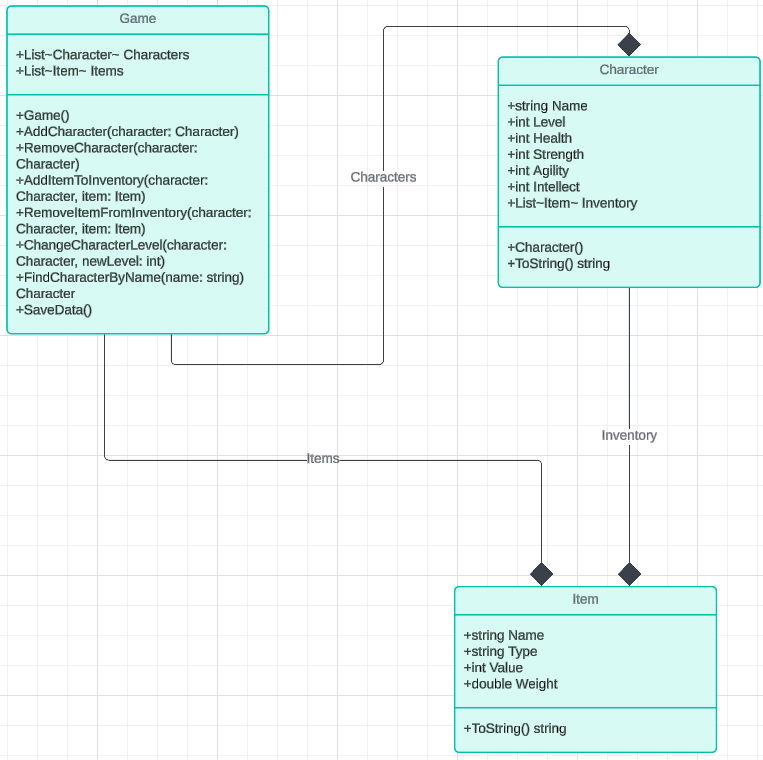 Game
+List~Character~ Characters
+List~Item~ Items
+Game()
+AddCharacter(character: Character)
+RemoveCharacter(character:
Character)
+AddItemToInventory(character:
Character, item: Item)
+RemoveItemFromInventory(character:
Character, item: Item)
+ChangeCharacterLevel(character:
Character, newLevel: int)
+FindCharacterByName(name: string)
Character
+SaveData()
Characters
Character
+string Name
+int Level
+int Health
+int Strength
+int Agility
+int Intellect
+List~Item~ Inventory
+Character()
+ToString() string
Inventory
Items
Item
+string Name
+string Type
+int Value
+double Weight
+ToString() string